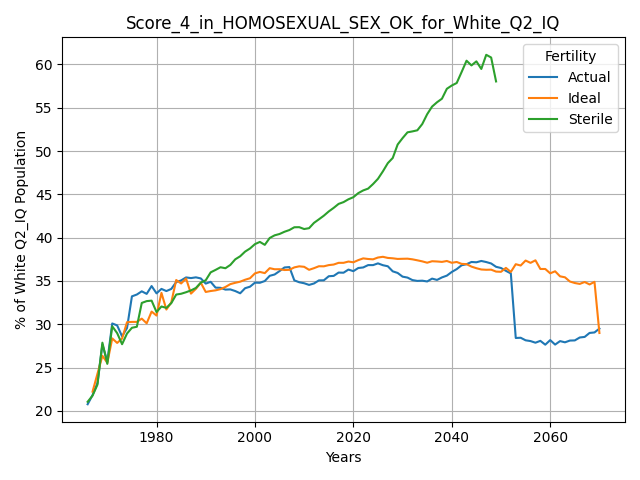 Score_4_in_HOMOSEXUAL_SEX_OK_for_White_Q2_IQ
Fertility
Actual
Ideal
Sterile
% of White Q2_IQ Population
60
55
50
45
40
35
30
25
20
1980
2000
2020
2040
2060
Years